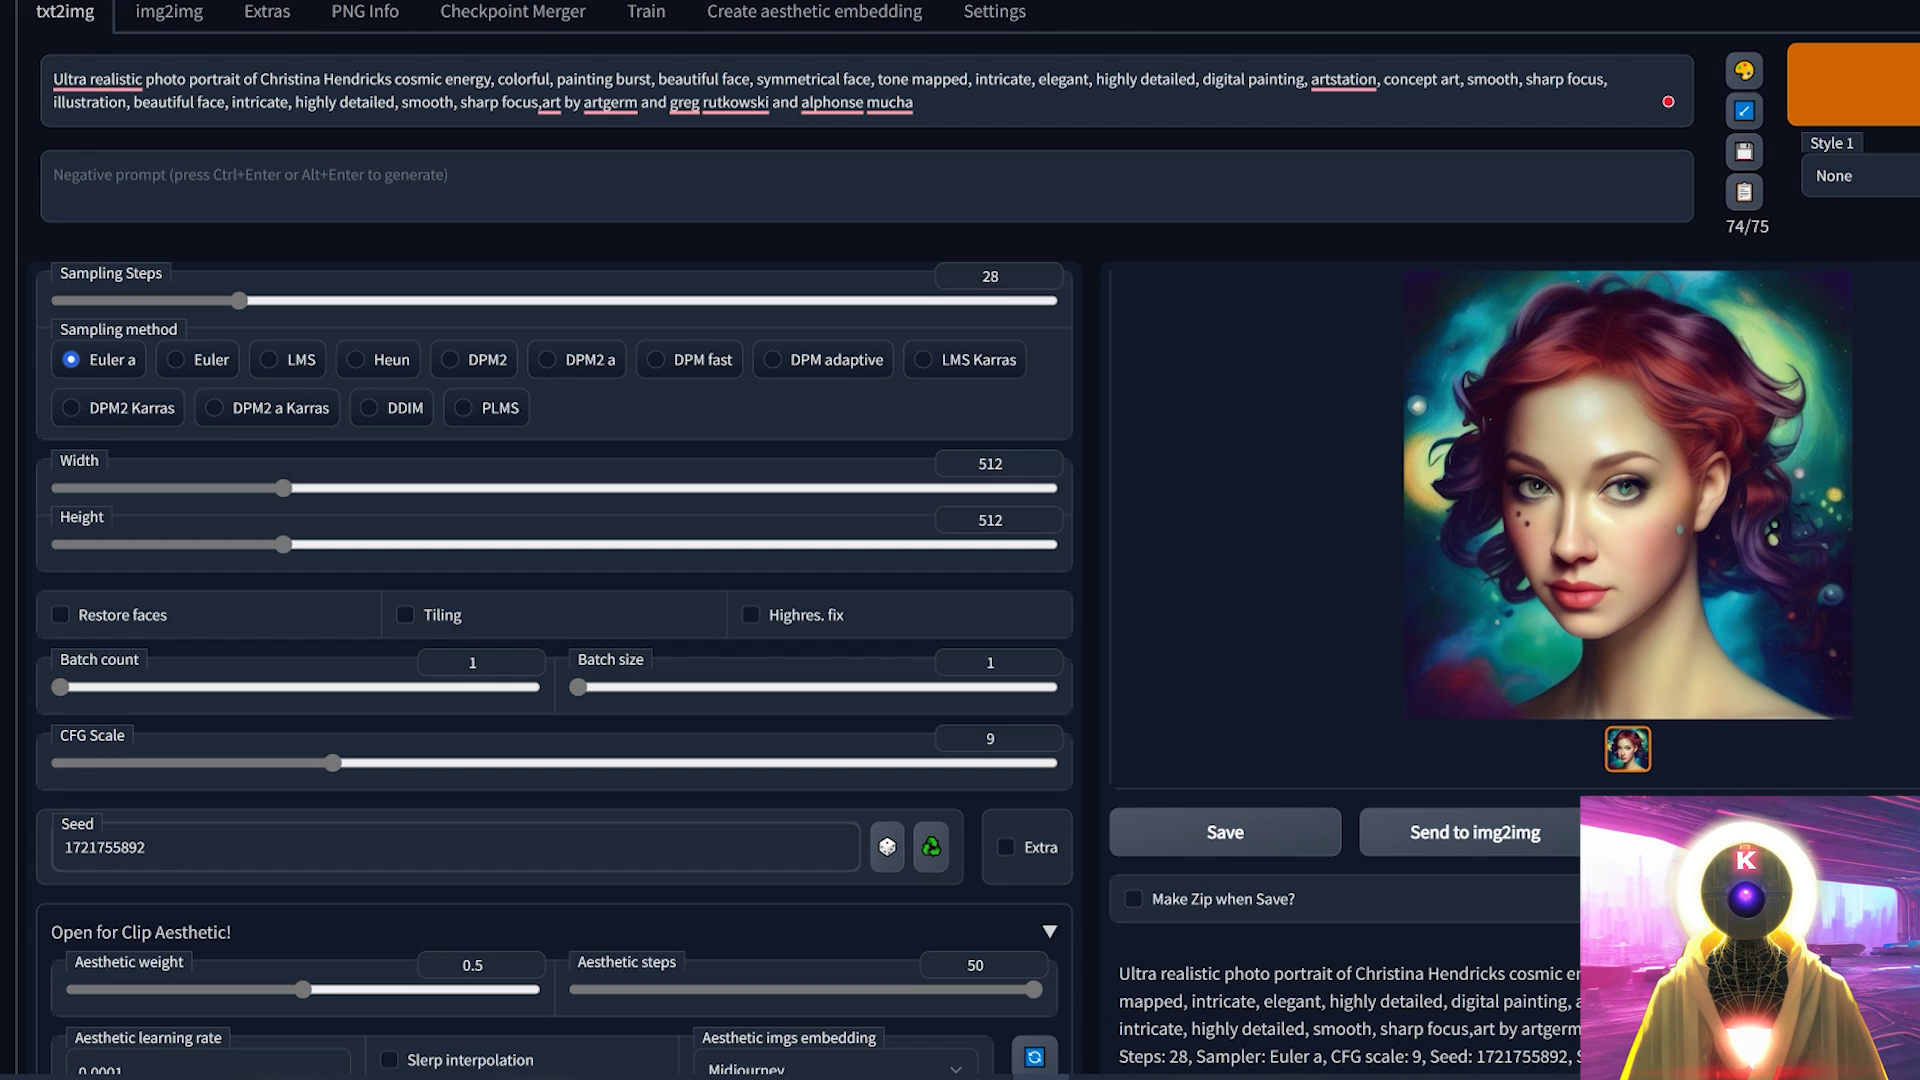 txt2img img2img Extras PNG Info Checkpoint Merger Train Create aesthetic embedding Settings
Ultra realistic photo portrait of Christina Hendricks cosmic energy, colorful, painting burst, beautiful face, symmetrical face, tone mapped, intricate, elegant, highly detailed, digital painting, artstation, concept art, smooth, sharp focus,
illustration, beautiful face, intricate, highly detailed, smooth, sharp focus,art by artgerm and greg rutkowski and alphonse mucha
Negative prompt (press Ctrl+Enter or Alt+Enter to generate)
Style 1
None
74/75
Sampling Steps 28
Sampling method
Euler a Euler LMS Heun DPM2 DPM2 a DPM fast DPM adaptive LMS Karras
DPM2 Karras DPM2 a Karras DDIM PLMS
Width 512
Height 512
Restore faces Tiling Highres. fix
Batch count 1 Batch size 1
CFG Scale 9
Seed
1721755892
Extra
Open for Clip Aesthetic! ▼
Aesthetic weight 0.5 Aesthetic steps 50
Aesthetic learning rate Slerp interpolation Aesthetic imgs embedding
0.0001 Midjourney
Save Send to img2img
Make Zip when Save?
Ultra realistic photo portrait of Christina Hendricks cosmic
mapped, intricate, elegant, highly detailed, digital painting,
intricate, highly detailed, smooth, sharp focus,art by artgerm
Steps: 28, Sampler: Euler a, CFG scale: 9, Seed: 1721755892,
K